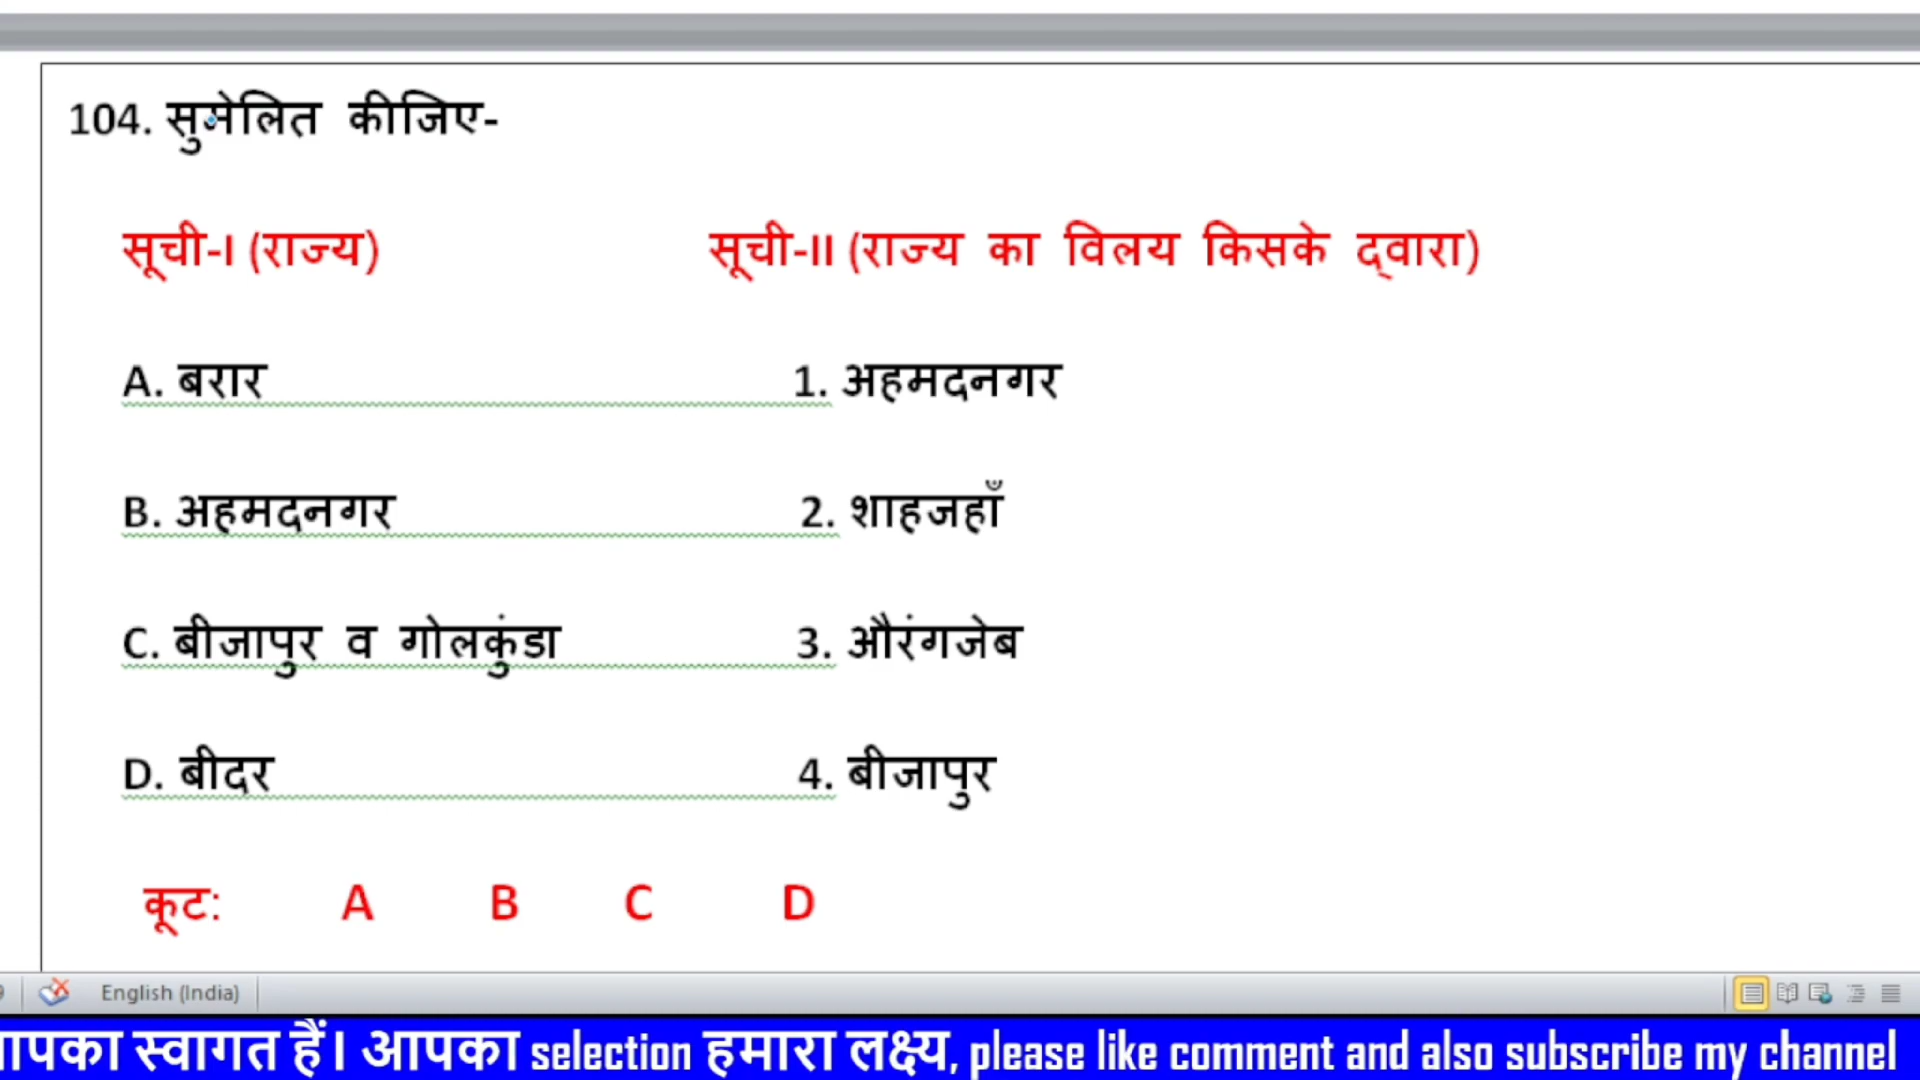 104. सुमेलित कीजिए-
सूची-I (राज्य) सूची-II (राज्य का विलय किसके द्वारा)
A. बरार 1. अहमदनगर
B. अहमदनगर 2. शाहजहाँ
C. बीजापुर व गोलकुंडा 3. औरंगजेब
D. बीदर 4. बीजापुर
कूट: A B C D
English (India)
स्वागत हैं। आपका selection हमारा लक्ष्य, please like comment and also subscribe my channel